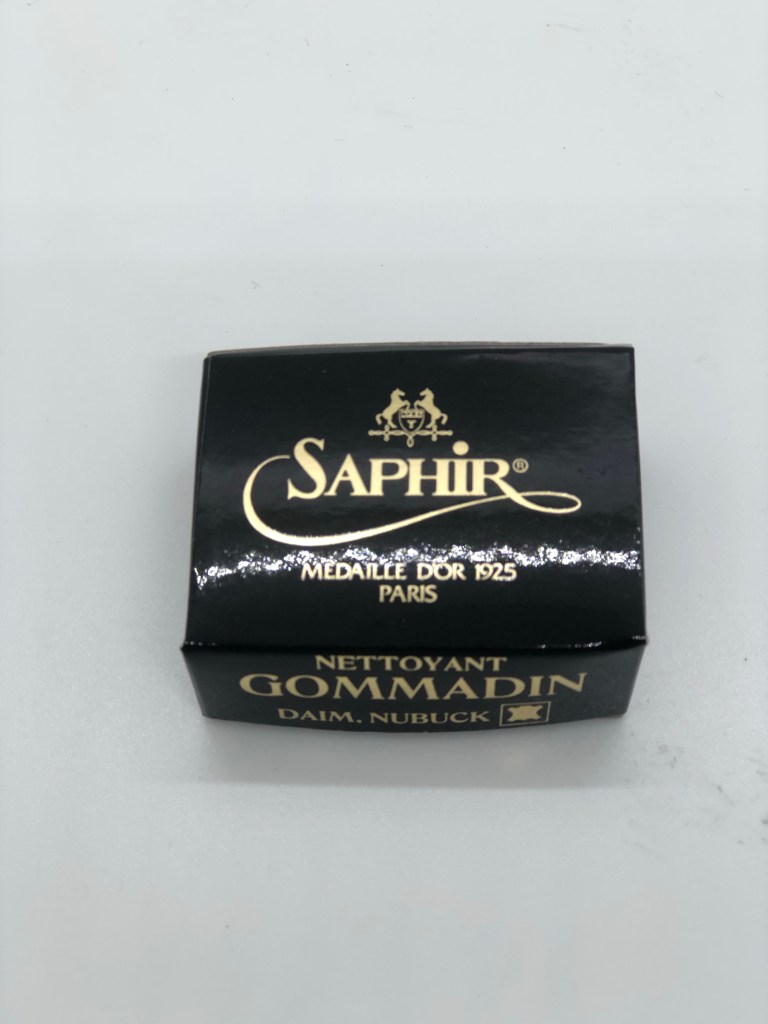 SAPHIR®
MEDAILLE D'OR 1925
PARIS
NETTOYANT
GOMMADIN
DAIM. NUBUCK